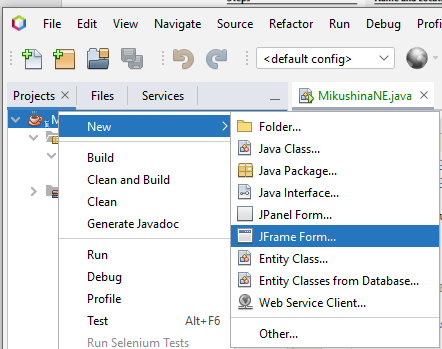 File Edit View Navigate Source Refactor Run Debug
<default config>
Projects Files Services
MikushinaNE.java
New
Build
Clean and Build
Clean
Generate Javadoc
Run
Debug
Profile
Test Alt+F6
Run Selenium Tests
Folder...
Java Class...
Java Package...
Java Interface...
JPanel Form...
JFrame Form...
Entity Class...
Entity Classes from Database...
Web Service Client...
Other...